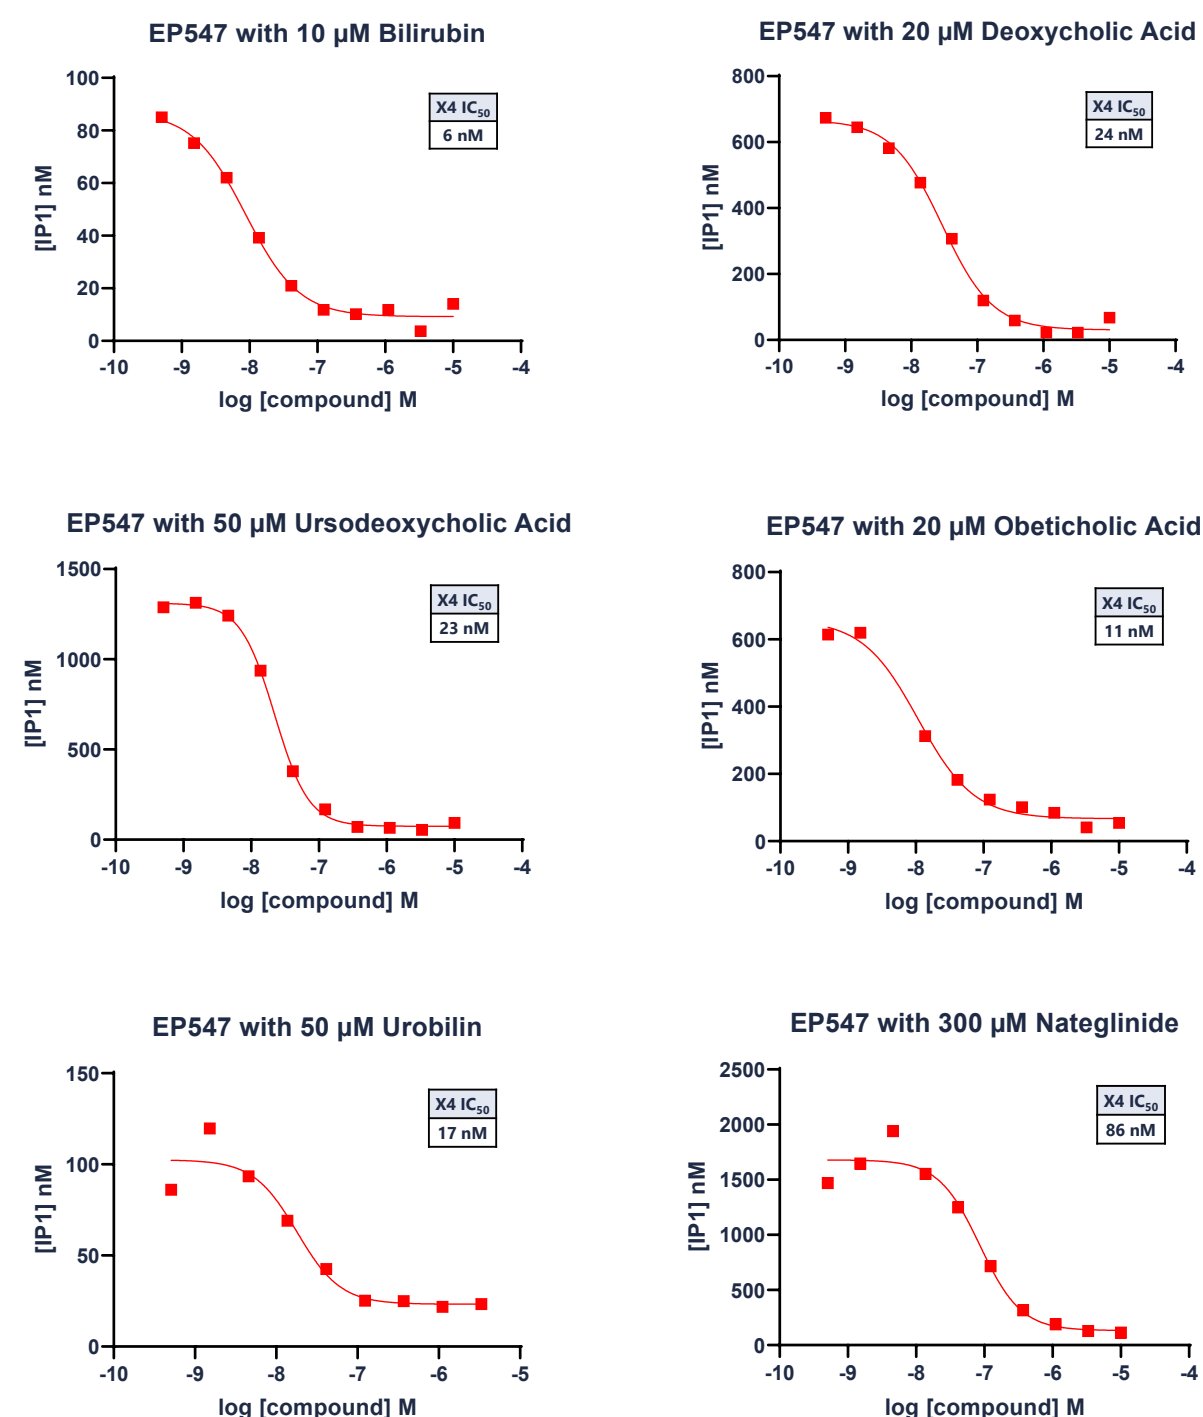 EP547 with 10 µM Bilirubin
100
80
60
40
20
0
[IP1] nM
X4 IC50
6 nM
-10 -9 -8 -7 -6 -5 -4
log [compound] M
EP547 with 20 µM Deoxycholic Acid
800
600
400
200
0
[IP1] nM
X4 IC50
24 nM
-10 -9 -8 -7 -6 -5 -4
log [compound] M
EP547 with 50 µM Ursodeoxycholic Acid
1500
1000
500
0
[IP1] nM
X4 IC50
23 nM
-10 -9 -8 -7 -6 -5 -4
log [compound] M
EP547 with 20 µM Obeticholic Acid
800
600
400
200
0
[IP1] nM
X4 IC50
11 nM
-10 -9 -8 -7 -6 -5 -4
log [compound] M
EP547 with 50 µM Urobilin
150
100
50
0
[IP1] nM
X4 IC50
17 nM
-10 -9 -8 -7 -6 -5
log [compound] M
EP547 with 300 µM Nateglinide
2500
2000
1500
1000
500
0
[IP1] nM
X4 IC50
86 nM
-10 -9 -8 -7 -6 -5 -4
log [compound] M